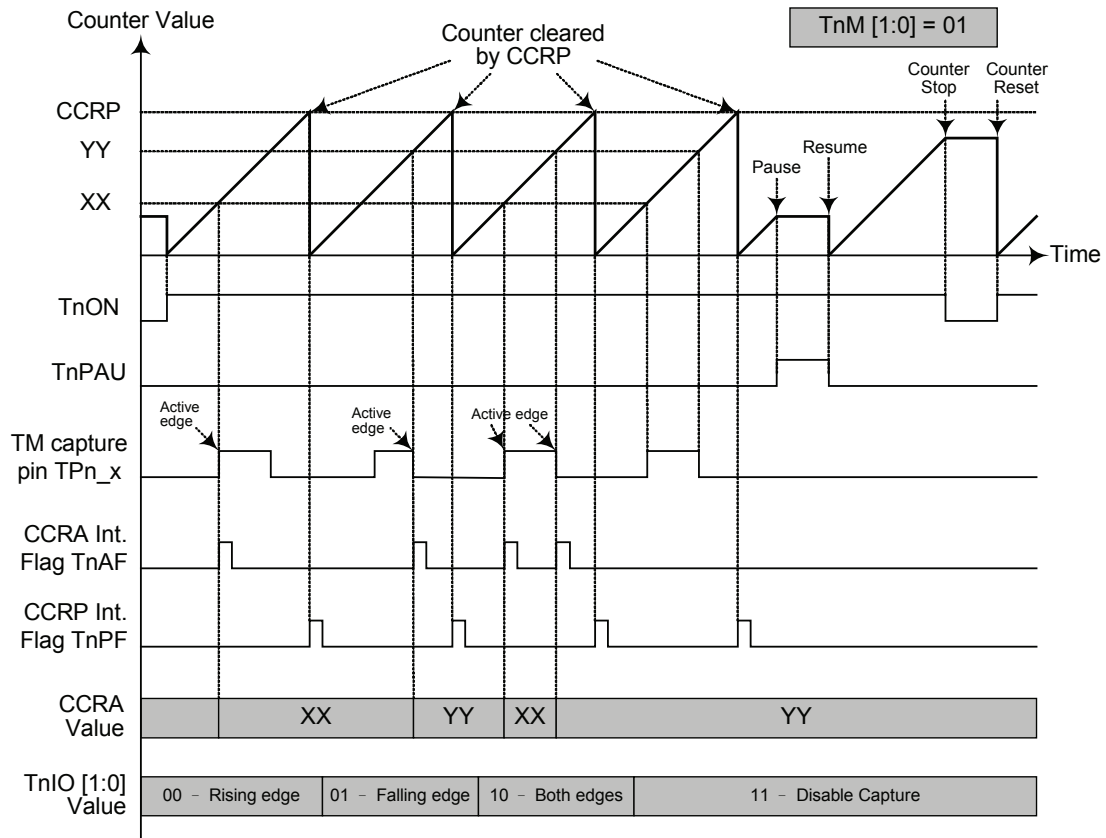 Counter Value
TnM [1:0] = 01
Counter cleared
by CCRP
Counter
Stop
Counter
Reset
CCRP
YY
XX
Pause
Resume
Time
TnON
TnPAU
Active
edge
Active
edge
Active edge
TM capture
pin TPn_x
CCRA Int.
Flag TnAF
CCRP Int.
Flag TnPF
CCRA
Value
XX
YY
XX
YY
TnIO [1:0]
Value
00 – Rising edge
01 – Falling edge
10 – Both edges
11 – Disable Capture